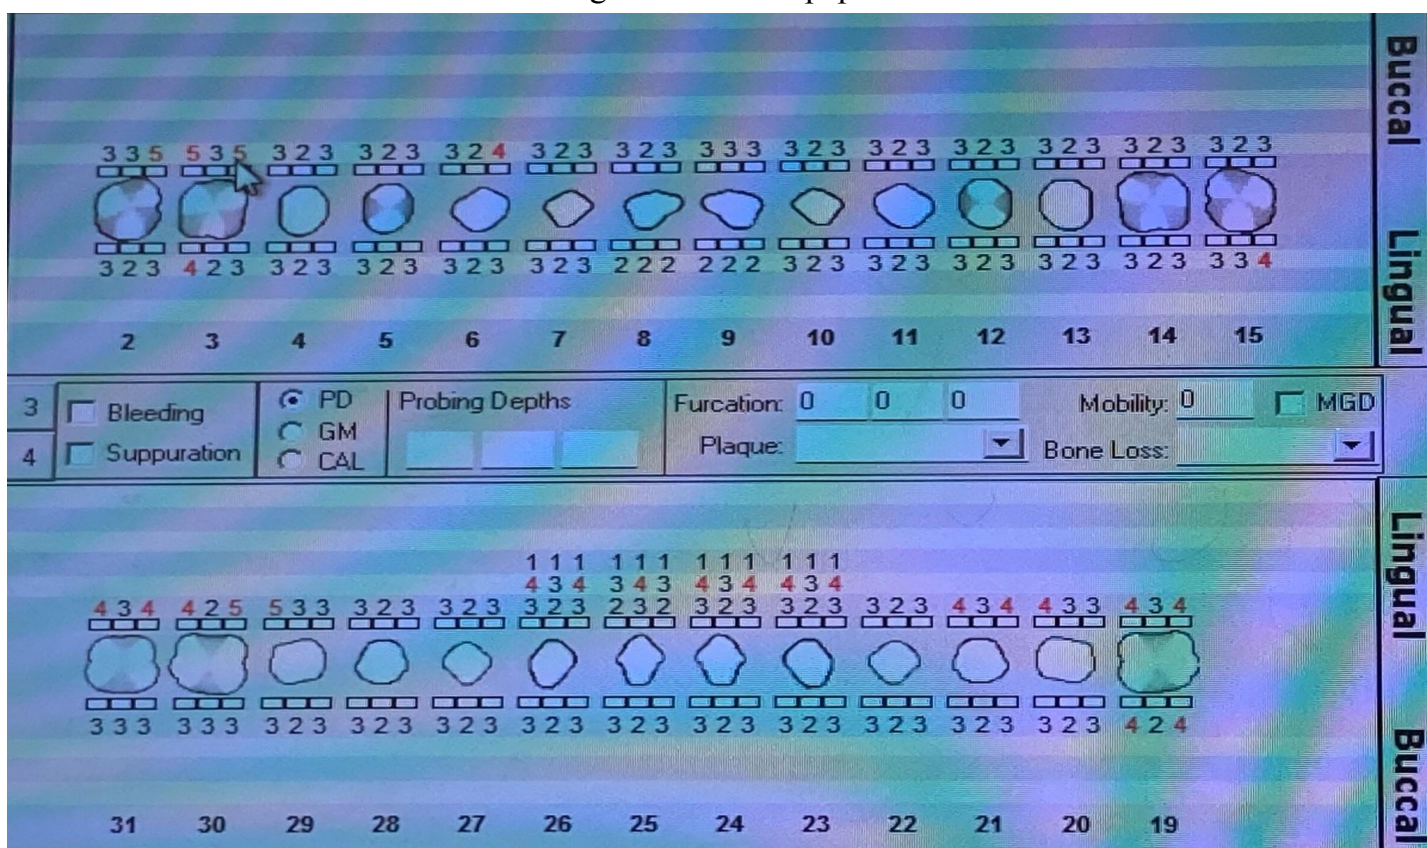 Buccal
3 3 5 5 3 5 3 2 3 3 2 3 3 2 4 3 2 3 3 2 3 3 3 3 3 2 3 3 2 3 3 2 3 3 2 3 3 2 3 3 2 3
3 2 3 4 2 3 3 2 3 3 2 3 3 2 3 3 2 3 2 2 2 2 2 2 3 2 3 3 2 3 3 2 3 3 2 3 3 2 3 3 3 4
Lingual
2 3 4 5 6 7 8 9 10 11 12 13 14 15
3 Bleeding PD Probing Depths Furcation: 0 0 0 Mobility: 0 MGD
GM
4 Suppuration CAL Plaque: Bone Loss:
Lingual
1 1 1 1 1 1 1 1 1 1 1 1
4 3 4 3 4 3 4 3 4 4 3 4
4 3 4 4 2 5 5 3 3 3 2 3 3 2 3 3 2 3 2 3 2 3 2 3 3 2 3 3 2 3 4 3 4 4 3 3 4 3 4
3 3 3 3 3 3 3 2 3 3 2 3 3 2 3 3 2 3 3 2 3 3 2 3 3 2 3 3 2 3 3 2 3 3 2 3 4 2 4
Buccal
31 30 29 28 27 26 25 24 23 22 21 20 19